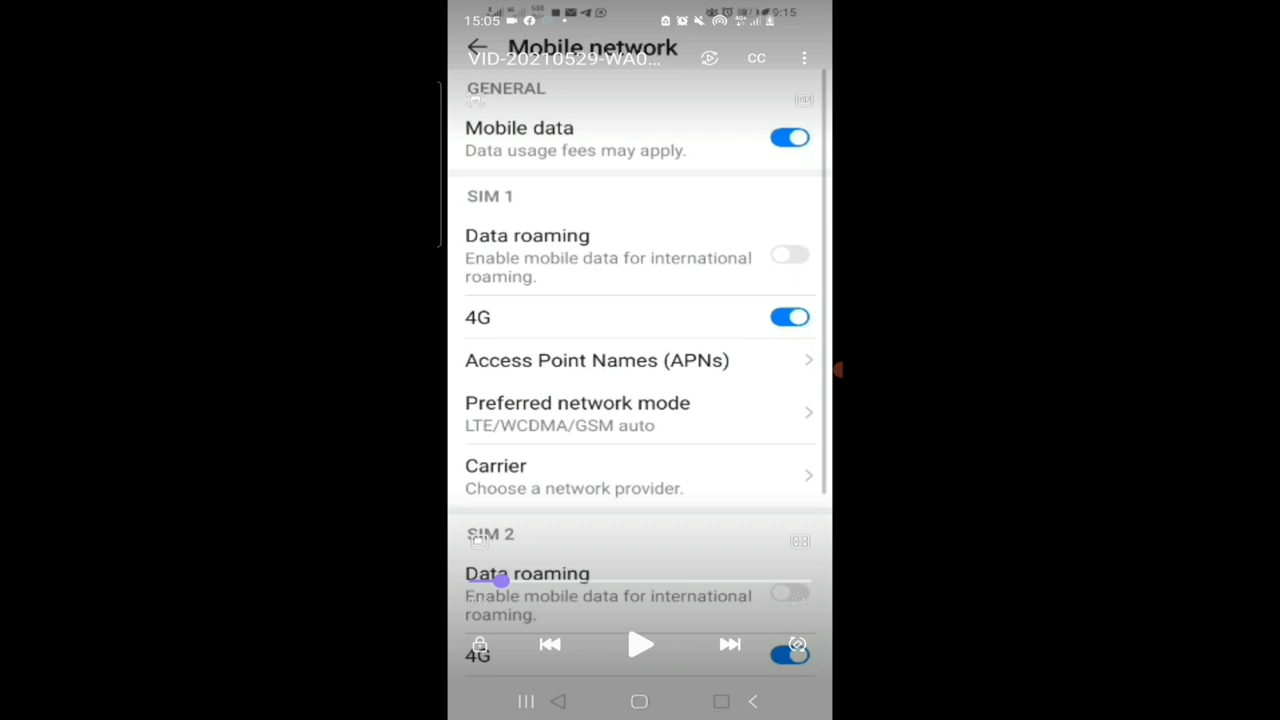 15:05
9:15
Mobile network
VID-20210529-WA0...
CC
GENERAL
Mobile data
Data usage fees may apply.
SIM 1
Data roaming
Enable mobile data for international
roaming.
4G
Access Point Names (APNs)
Preferred network mode
LTE/WCDMA/GSM auto
Carrier
Choose a network provider.
SIM 2
Data roaming
Enable mobile data for international
roaming.
4G